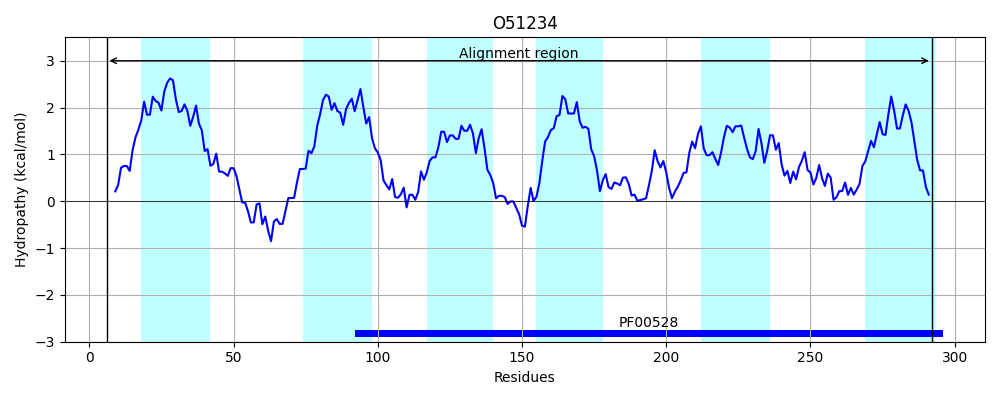 O51234
Alignment region
Hydropathy (kcal/mol)
3
2
1
0
−1
−2
−3
PF00528
0 50 100 150 200 250 300
Residues